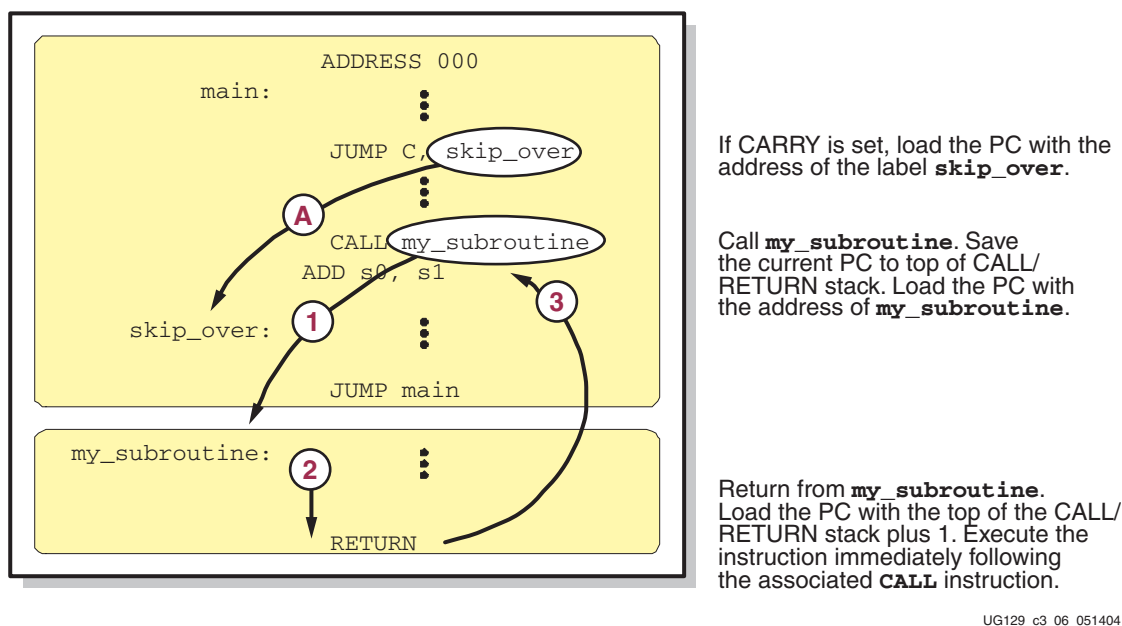 ADDRESS 000
main:
JUMP C, skip_over
If CARRY is set, load the PC with the
address of the label skip_over.
A
CALL my_subroutine
ADD s0, s1
Call my_subroutine. Save
the current PC to top of CALL/
RETURN stack. Load the PC with
the address of my_subroutine.
3
1
skip_over:
JUMP main
my_subroutine:
2
RETURN
Return from my_subroutine.
Load the PC with the top of the CALL/
RETURN stack plus 1. Execute the
instruction immediately following
the associated CALL instruction.
UG129_c3_06_051404